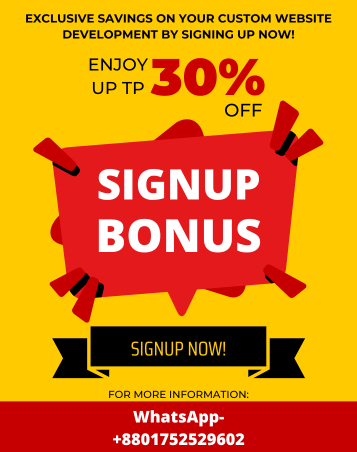 EXCLUSIVE SAVINGS ON YOUR CUSTOM WEBSITE
DEVELOPMENT BY SIGNING UP NOW!
ENJOY
UP TP
30%
OFF
SIGNUP
BONUS
SIGNUP NOW!
FOR MORE INFORMATION:
WhatsApp-
+8801752529602